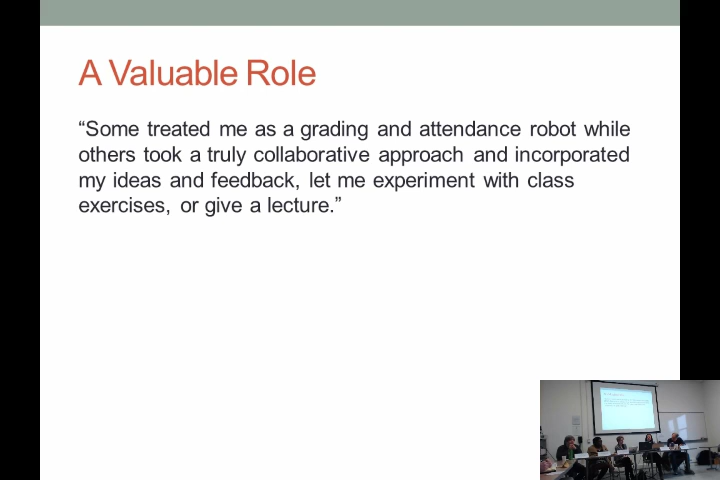 A Valuable Role
“Some treated me as a grading and attendance robot while
others took a truly collaborative approach and incorporated
my ideas and feedback, let me experiment with class
exercises, or give a lecture.”